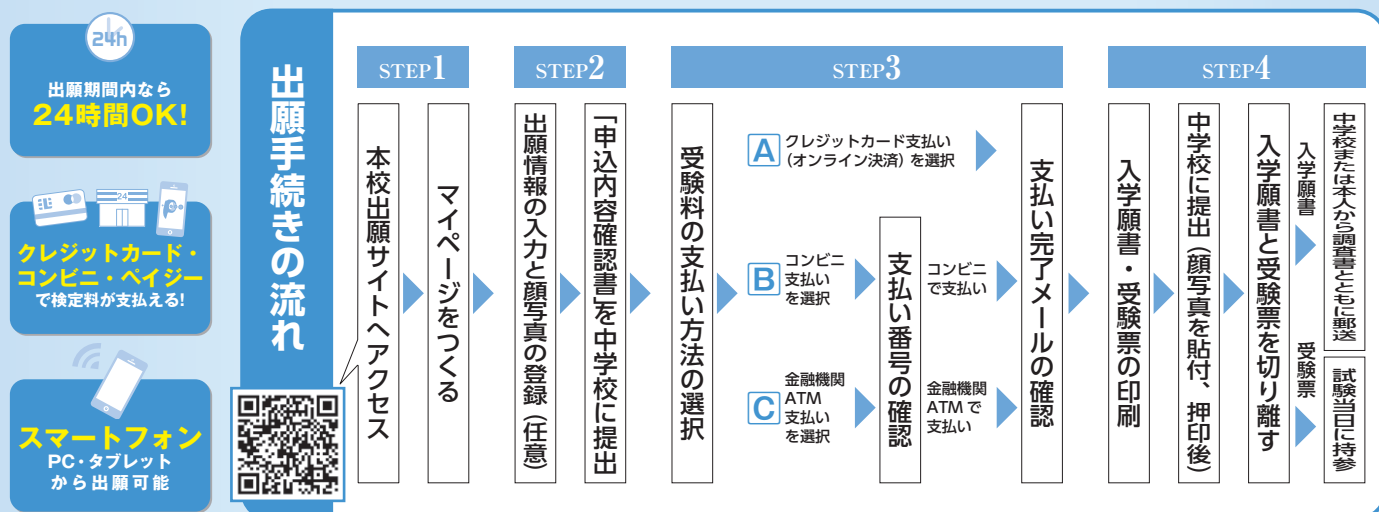 24h
出願期間内なら
24時間OK!
24
クレジットカード・
コンビニ・ペイジー
で検定料が支払える!
スマートフォン
PC・タブレット
から出願可能
出願手続きの流れ
STEP1
本校出願サイトへアクセス
マイページをつくる
STEP2
出願情報の入力と顔写真の登録（任意）
「申込内容確認書」を中学校に提出
STEP3
受験料の支払い方法の選択
A
クレジットカード支払い
（オンライン決済）を選択
B
コンビニ
支払い
を選択
C
金融機関
ATM
支払い
を選択
支払い番号の確認
コンビニ
で支払い
金融機関
ATMで
支払い
支払い完了メールの確認
STEP4
入学願書・受験票の印刷
中学校に提出（顔写真を貼付、押印後）
入学願書と受験票を切り離す
入学願書
中学校または本人から調査書とともに郵送
受験票
試験当日に持参